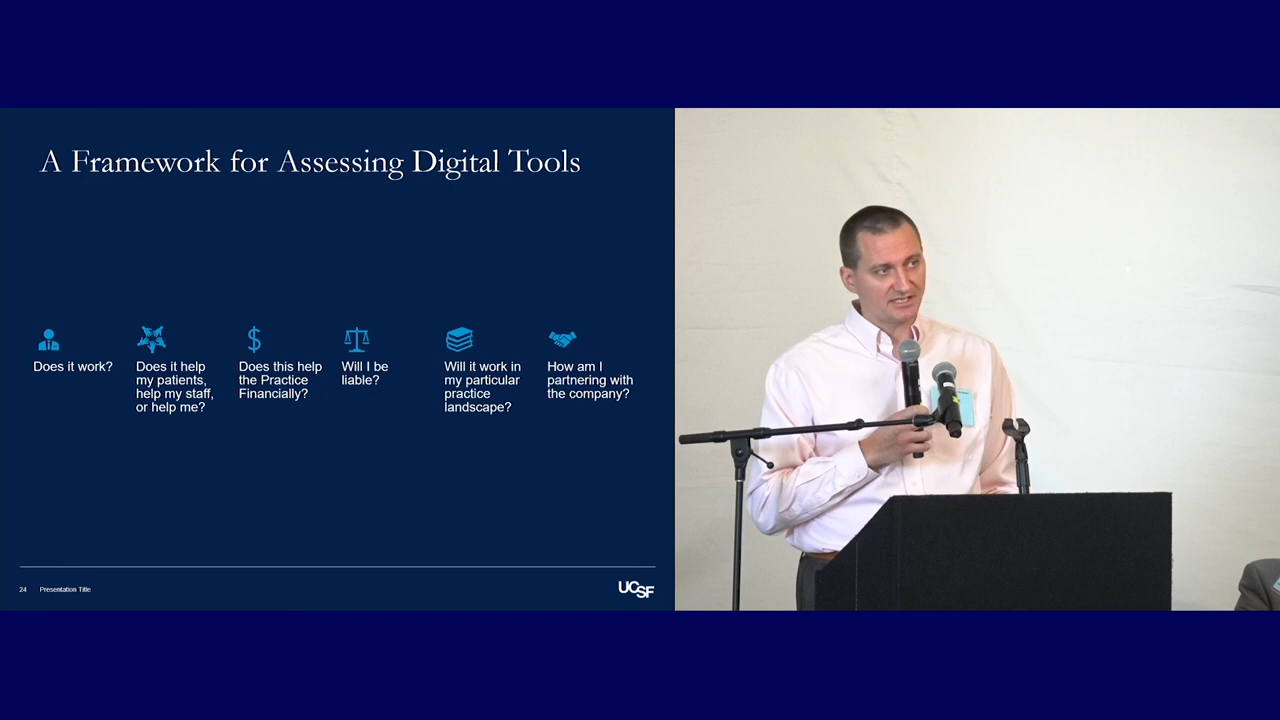 A Framework for Assessing Digital Tools
Does it work?
Does it help
my patients,
help my staff,
or help me?
Does this help
the Practice
Financially?
Will I be
liable?
Will it work in
my particular
practice
landscape?
How am I
partnering with
the company?
24 Presentation Title
UCSF